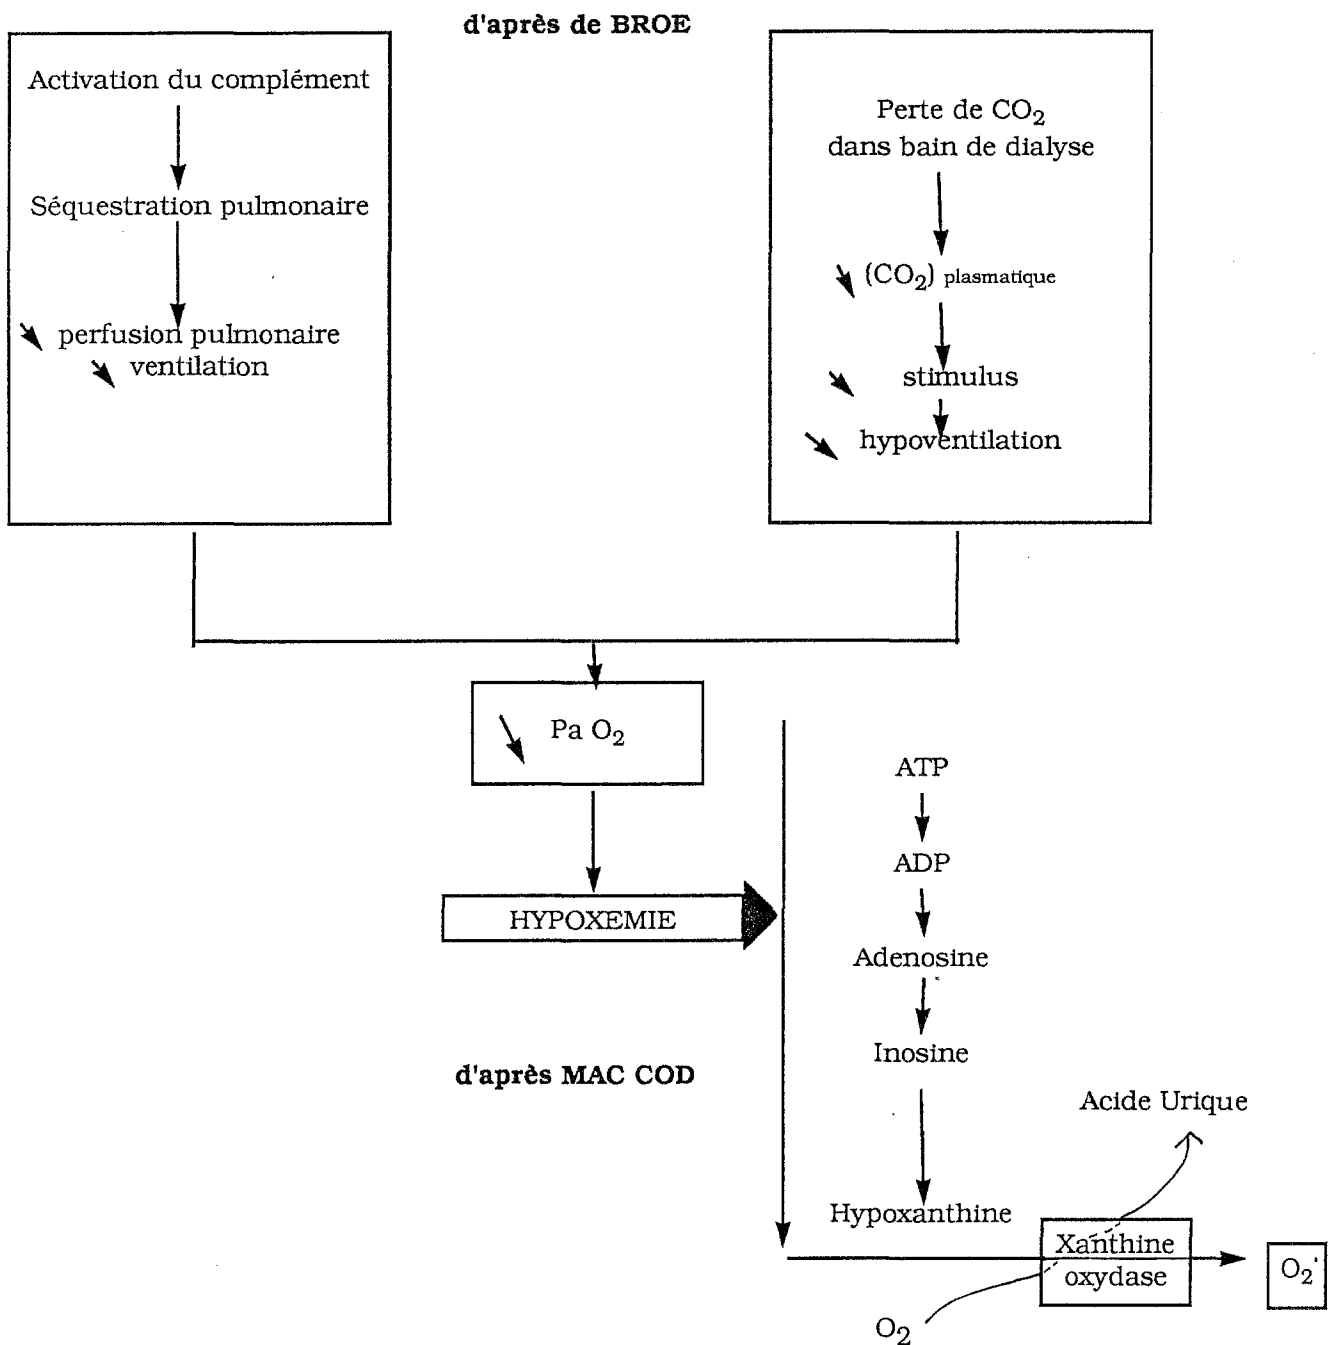 d'après de BROE
Activation du complément
Séquestration pulmonaire
perfusion pulmonaire
ventilation
Perte de CO₂
dans bain de dialyse
(CO₂) plasmatique
stimulus
hypoventilation
Pa O₂
HYPOXEMIE
d'après MAC COD
ATP
ADP
Adenosine
Inosine
Acide Urique
Hypoxanthine
Xanthine
oxydase
O₂
O₂˙